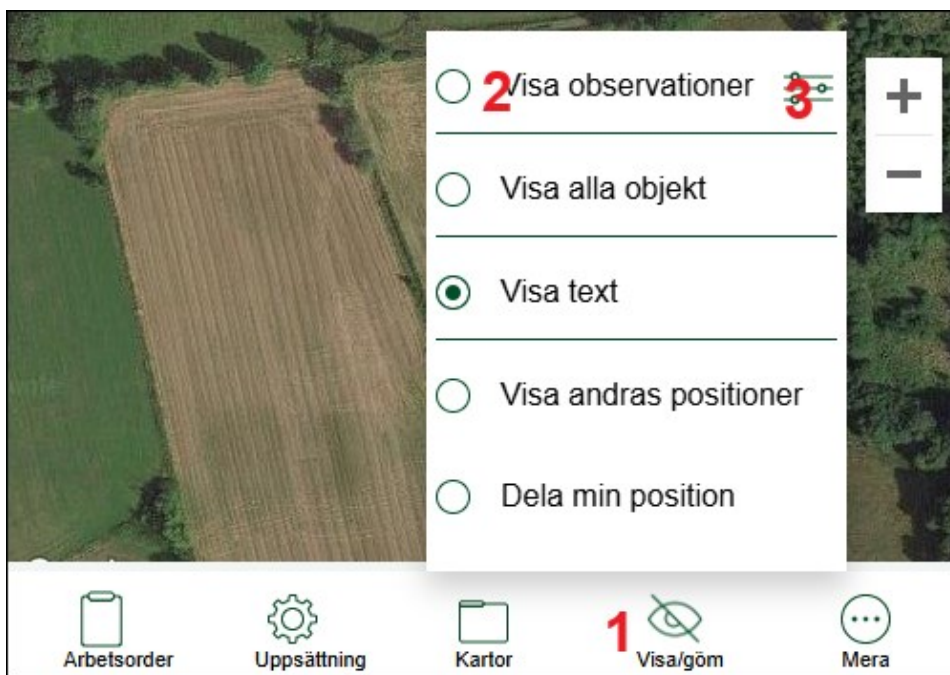 2 Visa observationer 3
+
Visa alla objekt
−
Visa text
Visa andras positioner
Dela min position
1
Arbetsorder Uppsättning Kartor Visa/göm Mera